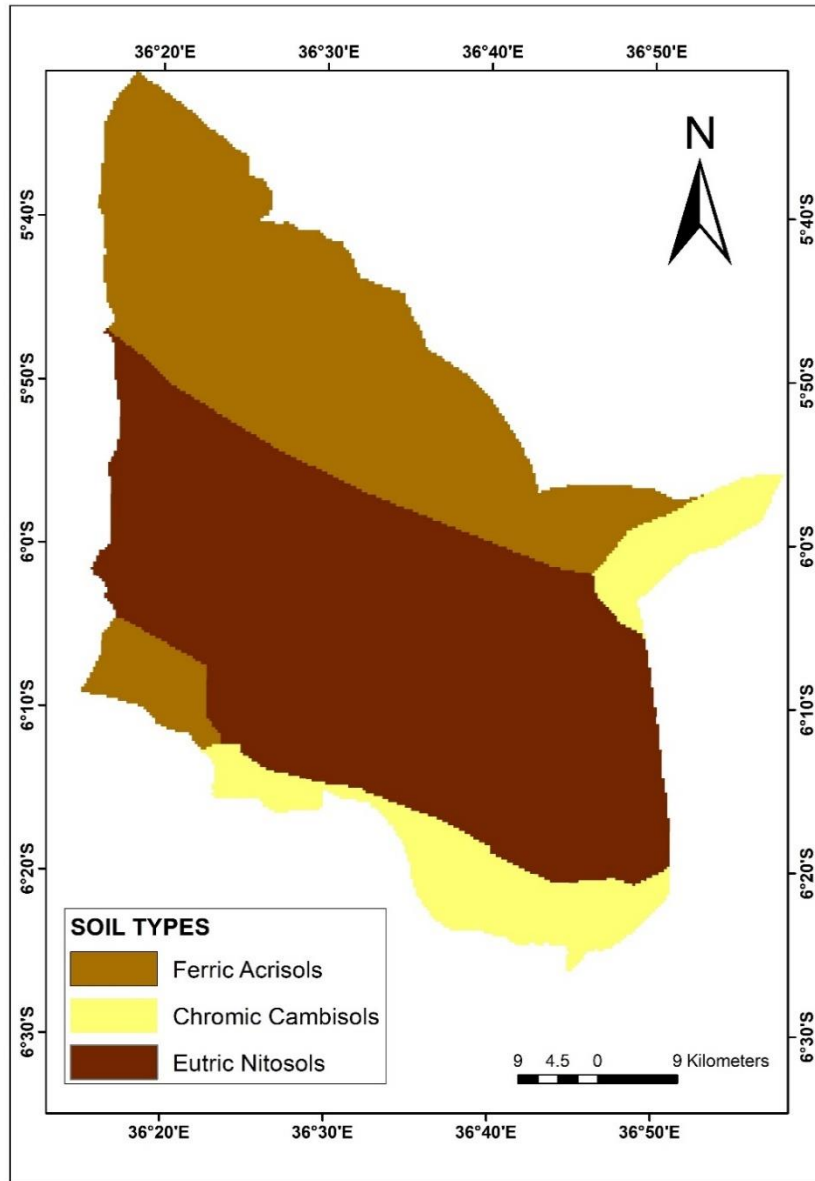 36°20'E 36°30'E 36°40'E 36°50'E
N
5°40'S 5°40'S
5°50'S 5°50'S
6°0'S 6°0'S
6°10'S 6°10'S
6°20'S 6°20'S
6°30'S 6°30'S
SOIL TYPES
Ferric Acrisols
Chromic Cambisols
Eutric Nitosols
9 4.5 0 9 Kilometers
36°20'E 36°30'E 36°40'E 36°50'E